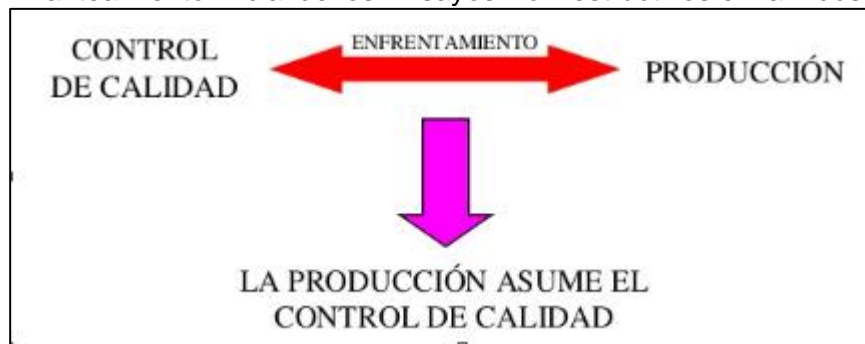 CONTROL
DE CALIDAD
ENFRENTAMIENTO
PRODUCCIÓN
LA PRODUCCIÓN ASUME EL
CONTROL DE CALIDAD